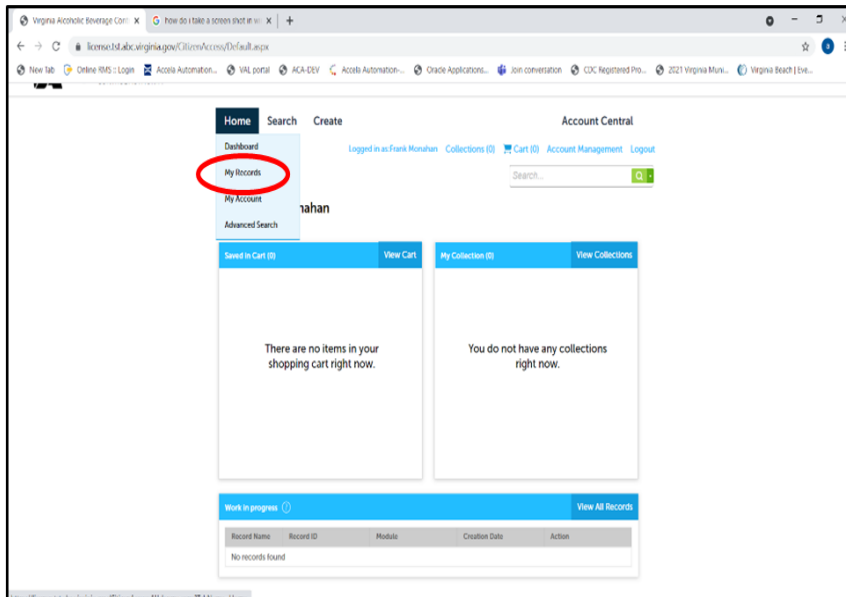 Virginia Alcoholic Beverage Con
how do i take a screen shot in w
license.tst.abc.virginia.gov/CitizenAccess/Default.aspx
New Tab Online RMS :: Login Accela Automation... VAL portal ACA-DEV Accela Automation-... Oracle Applications... Join conversation CDC Registered Pro... 2021 Virginia Muni... Virginia Beach | Eve...
Home Search Create Account Central
Dashboard
Logged in as:Frank Monahan Collections (0) Cart (0) Account Management Logout
My Records
Search...
My Account
nahan
Advanced Search
Saved in Cart (0) View Cart
My Collection (0) View Collections
There are no items in your
shopping cart right now.
You do not have any collections
right now.
Work in progress ? View All Records
Record Name Record ID Module Creation Date Action
No records found